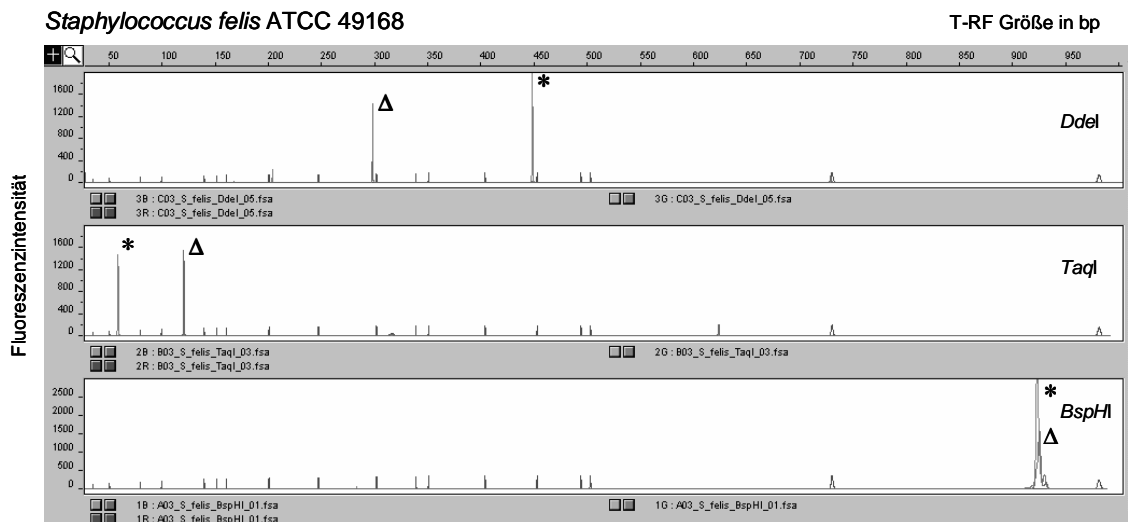 Staphylococcus felis ATCC 49168
T-RF Größe in bp
50 100 150 200 250 300 350 400 450 500 550 600 650 700 750 800 850 900 950
Fluoreszenzintensität
1600
1200
800
400
0
Δ
*
DdeI
3B : C03_S_felis_DdeI_05.fsa
3G : C03_S_felis_DdeI_05.fsa
3R : C03_S_felis_DdeI_05.fsa
1600
1200
800
400
0
*
Δ
TaqI
2B : B03_S_felis_TaqI_03.fsa
2G : B03_S_felis_TaqI_03.fsa
2R : B03_S_felis_TaqI_03.fsa
2500
2000
1500
1000
500
0
*
BspHI
Δ
1B : A03_S_felis_BspHI_01.fsa
1G : A03_S_felis_BspHI_01.fsa
1R : A03_S_felis_BspHI_01.fsa